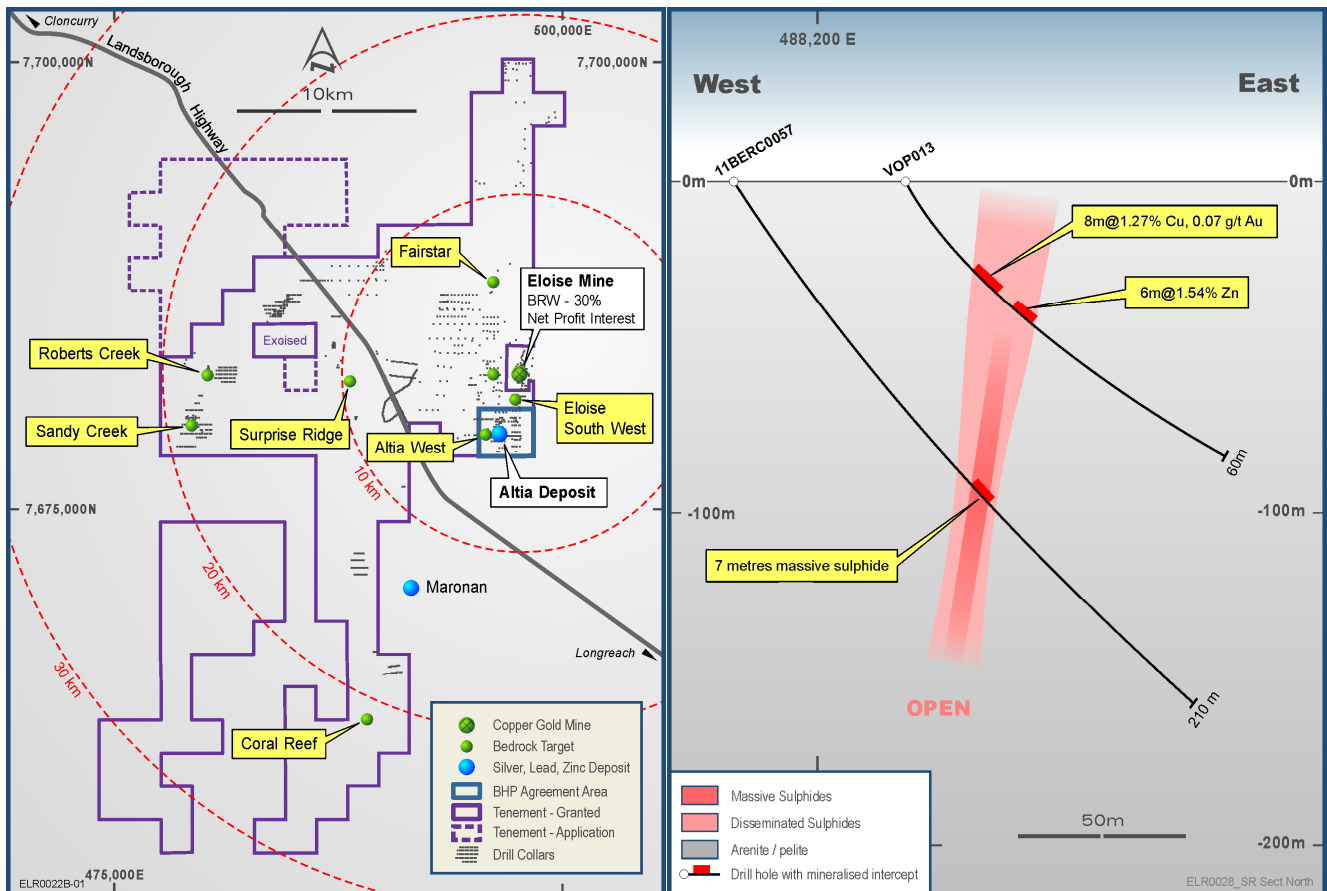 Cloncurry
500,000E
7,700,000N
7,700,000N
Landsborough
Highway
10km
Fairstar
Eloise Mine
BRW - 30%
Net Profit Interest
Excised
Roberts Creek
Sandy Creek
Surprise Ridge
Altia West
Eloise
South West
Altia Deposit
10 km
7,675,000N
20 km
Maronan
Longreach
30 km
Coral Reef
Copper Gold Mine
Bedrock Target
Silver, Lead, Zinc Deposit
BHP Agreement Area
Tenement - Granted
Tenement - Application
Drill Collars
475,000E
ELR0022B-01
488,200 E
West
East
11BERC0057
VOP013
0m
0m
8m@1.27% Cu, 0.07 g/t Au
6m@1.54% Zn
60m
-100m
-100m
7 metres massive sulphide
210 m
OPEN
Massive Sulphides
Disseminated Sulphides
Arenite / pelite
Drill hole with mineralised intercept
50m
-200m
ELR0028_SR Sect North